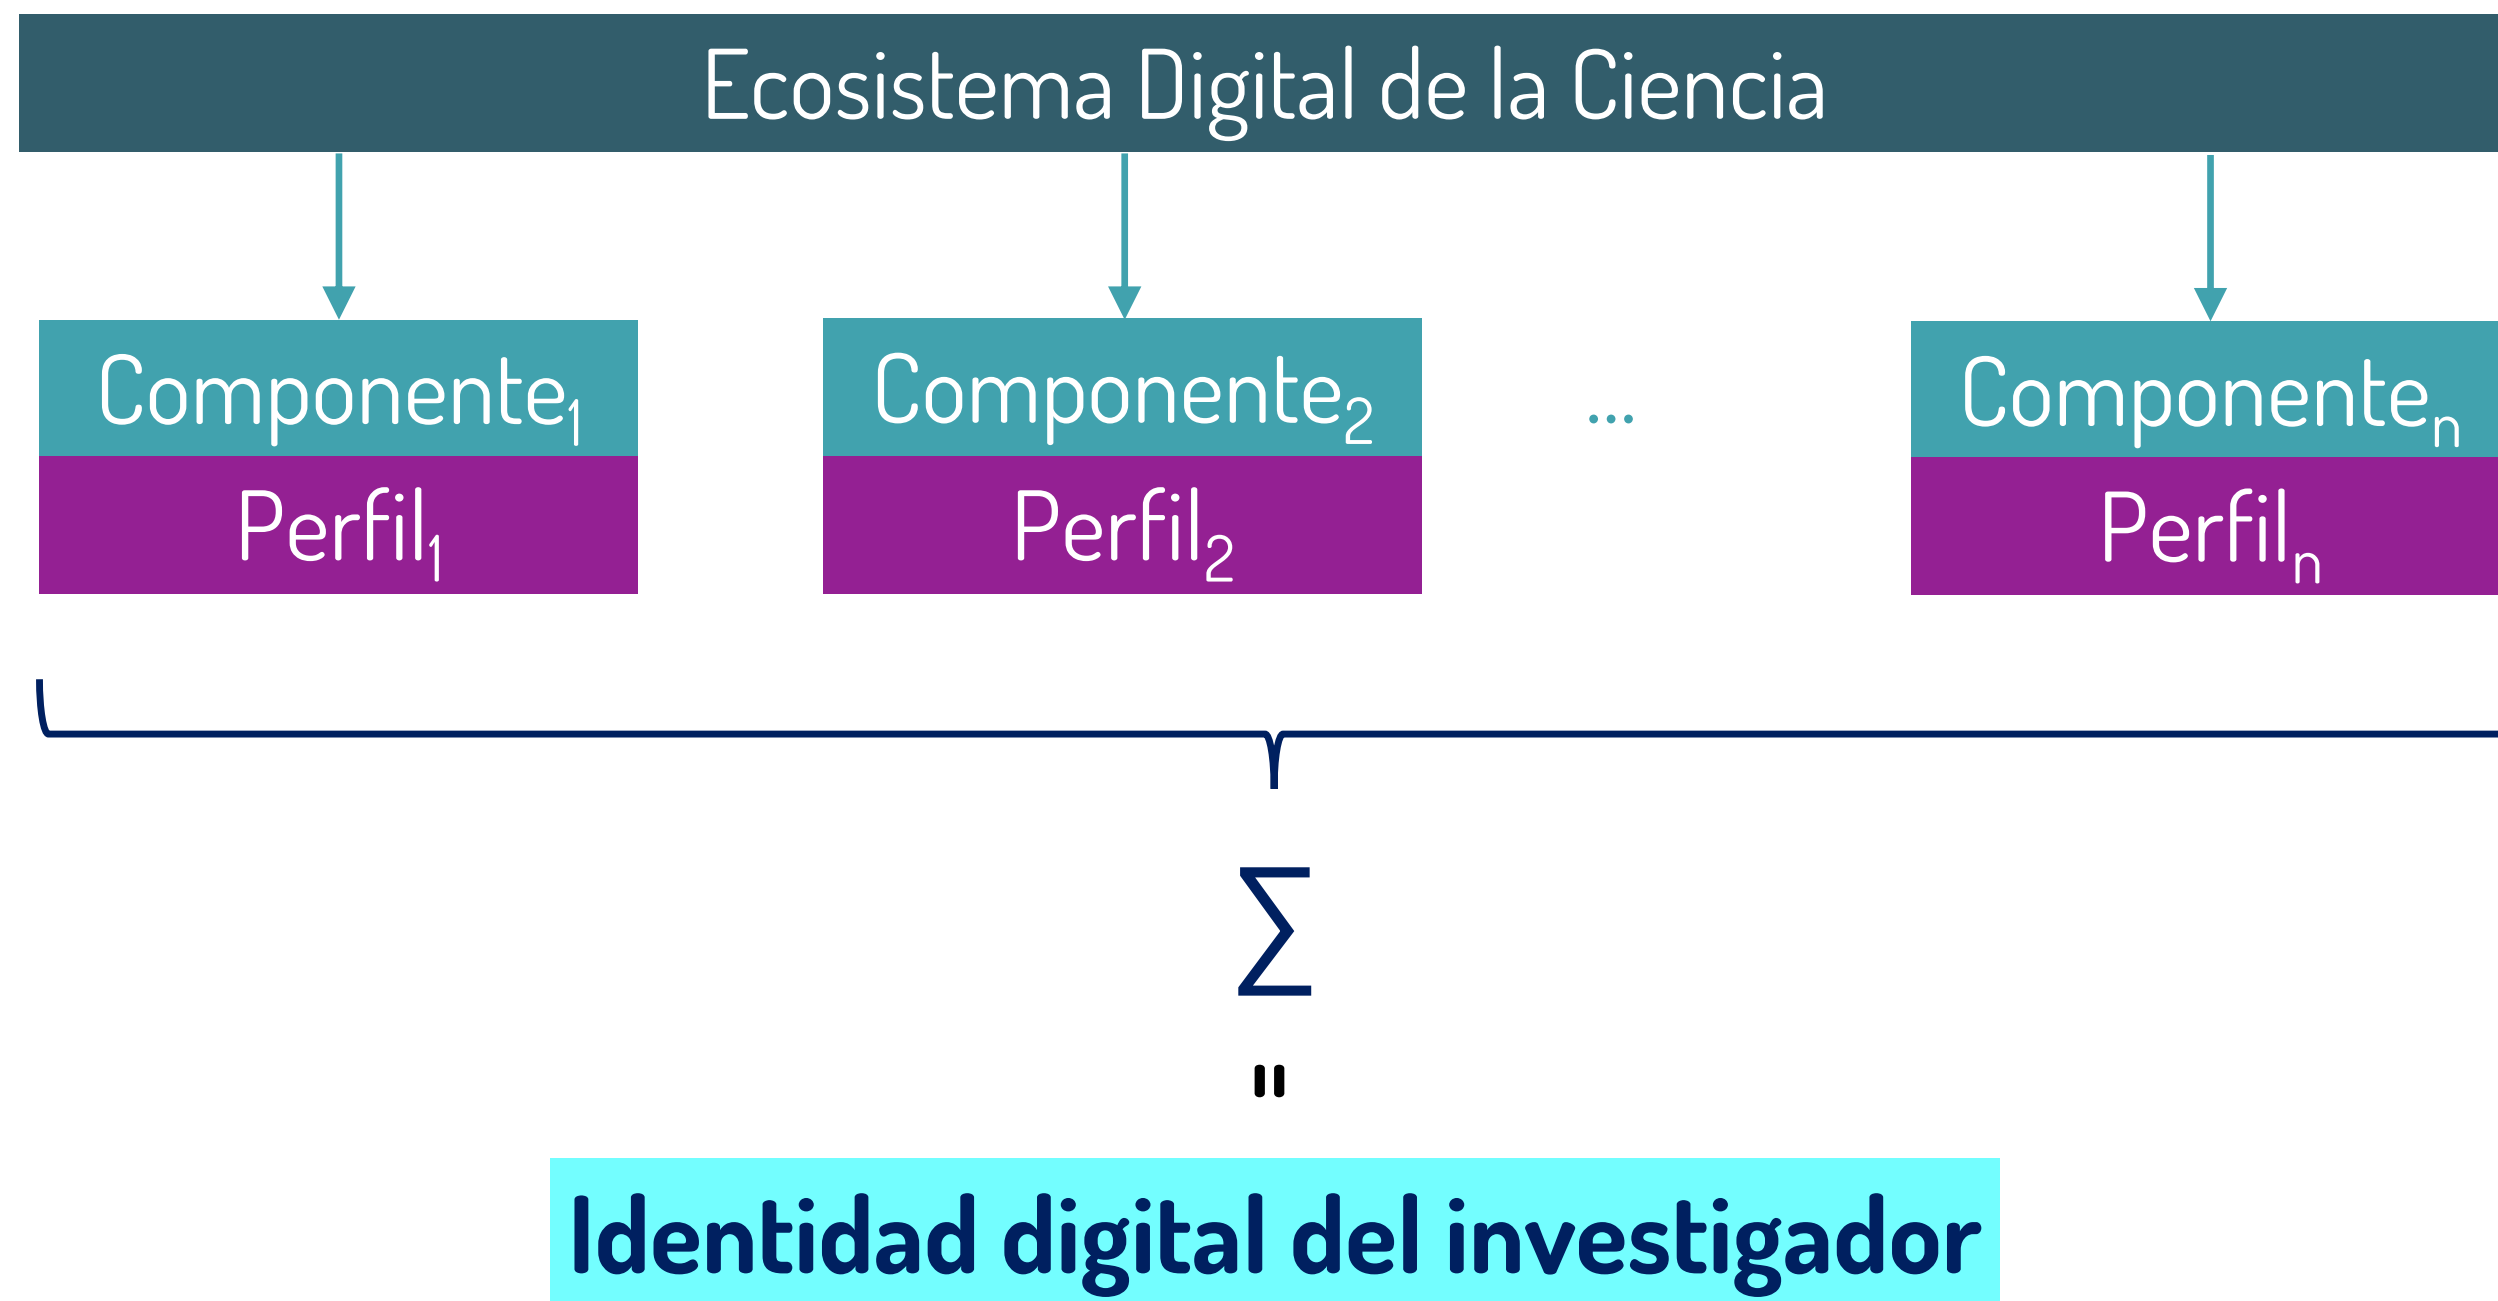 Ecosistema Digital de la Ciencia
Componente₁
Componente₂
...
Componenteₙ
Perfil₁
Perfil₂
Perfilₙ
∑
=
Identidad digital del investigador